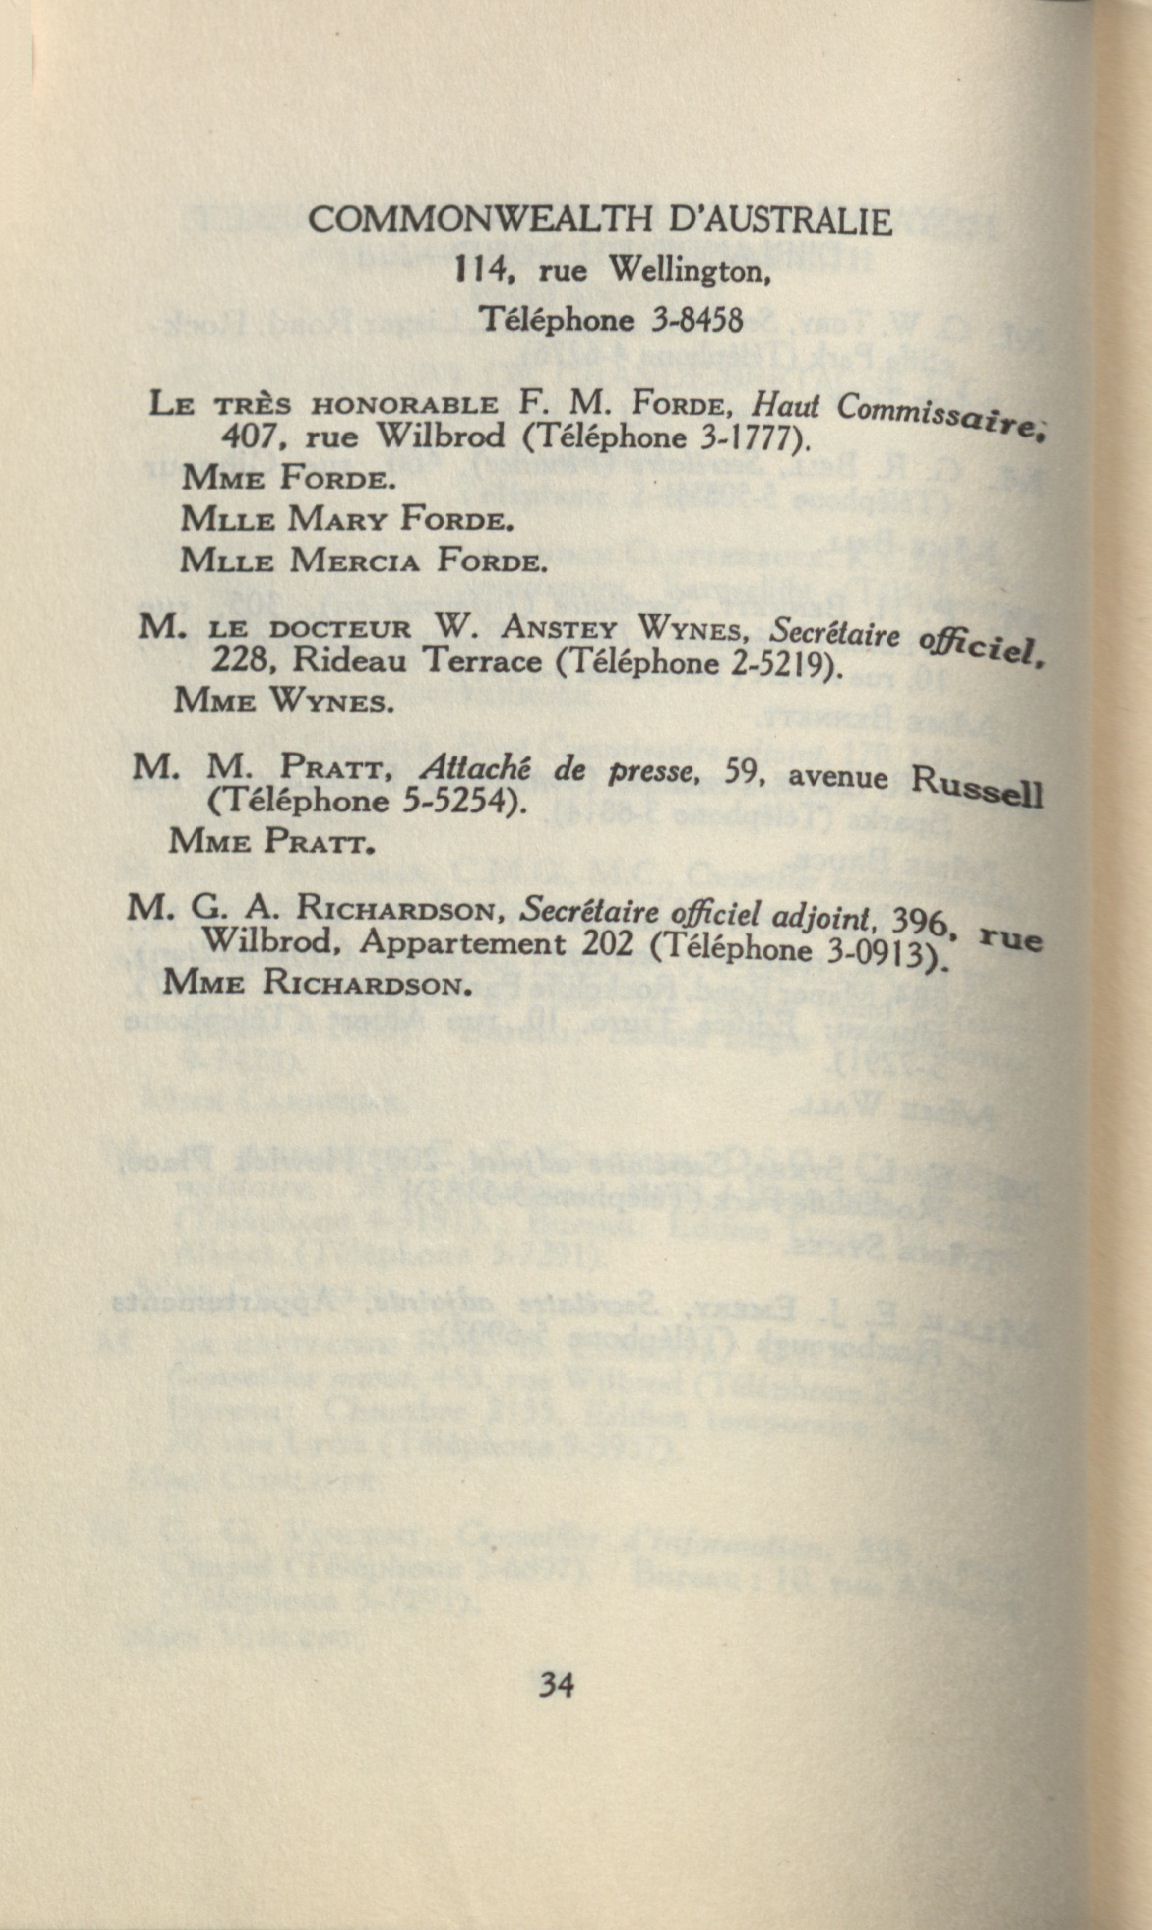 COMMONWEALTH D'AUSTRALIE
114, rue Wellington,
Téléphone 3-8458
LE TRÈS HONORABLE F. M. FORDE, Haut Commissaire,
407, rue Wilbrod (Téléphone 3-1777).
MME FORDE.
MLLE MARY FORDE.
MLLE MERCIA FORDE.
M. LE DOCTEUR W. ANSTEY WYNES, Secrétaire officiel,
228, Rideau Terrace (Téléphone 2-5219).
MME WYNES.
M. M. PRATT, Attaché de presse, 59, avenue Russell
(Téléphone 5-5254).
MME PRATT.
M. G. A. RICHARDSON, Secrétaire officiel adjoint, 396, rue
Wilbrod, Appartement 202 (Téléphone 3-0913).
MME RICHARDSON.
34